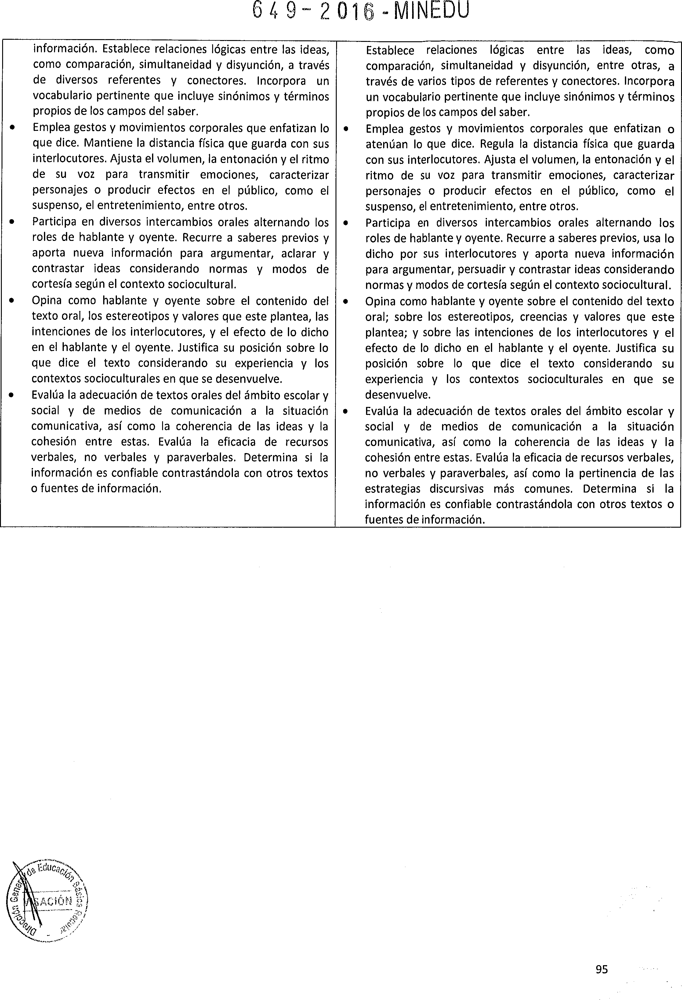 649-2016-MINEDU
información. Establece relaciones lógicas entre las ideas,
como comparación, simultaneidad y disyunción, a través
de diversos referentes y conectores. Incorpora un
vocabulario pertinente que incluye sinónimos y términos
propios de los campos del saber.
• Emplea gestos y movimientos corporales que enfatizan lo
que dice. Mantiene la distancia física que guarda con sus
interlocutores. Ajusta el volumen, la entonación y el ritmo
de su voz para transmitir emociones, caracterizar
personajes o producir efectos en el público, como el
suspenso, el entretenimiento, entre otros.
• Participa en diversos intercambios orales alternando los
roles de hablante y oyente. Recurre a saberes previos y
aporta nueva información para argumentar, aclarar y
contrastar ideas considerando normas y modos de
cortesía según el contexto sociocultural.
• Opina como hablante y oyente sobre el contenido del
texto oral, los estereotipos y valores que este plantea, las
intenciones de los interlocutores, y el efecto de lo dicho
en el hablante y el oyente. Justifica su posición sobre lo
que dice el texto considerando su experiencia y los
contextos socioculturales en que se desenvuelve.
• Evalúa la adecuación de textos orales del ámbito escolar y
social y de medios de comunicación a la situación
comunicativa, así como la coherencia de las ideas y la
cohesión entre estas. Evalúa la eficacia de recursos
verbales, no verbales y paraverbales. Determina si la
información es confiable contrastándola con otros textos
o fuentes de información.
Establece relaciones lógicas entre las ideas, como
comparación, simultaneidad y disyunción, entre otras, a
través de varios tipos de referentes y conectores. Incorpora
un vocabulario pertinente que incluye sinónimos y términos
propios de los campos del saber.
• Emplea gestos y movimientos corporales que enfatizan o
atenúan lo que dice. Regula la distancia física que guarda
con sus interlocutores. Ajusta el volumen, la entonación y el
ritmo de su voz para transmitir emociones, caracterizar
personajes o producir efectos en el público, como el
suspenso, el entretenimiento, entre otros.
• Participa en diversos intercambios orales alternando los
roles de hablante y oyente. Recurre a saberes previos, usa lo
dicho por sus interlocutores y aporta nueva información
para argumentar, persuadir y contrastar ideas considerando
normas y modos de cortesía según el contexto sociocultural.
• Opina como hablante y oyente sobre el contenido del texto
oral; sobre los estereotipos, creencias y valores que este
plantea; y sobre las intenciones de los interlocutores y el
efecto de lo dicho en el hablante y el oyente. Justifica su
posición sobre lo que dice el texto considerando su
experiencia y los contextos socioculturales en que se
desenvuelve.
• Evalúa la adecuación de textos orales del ámbito escolar y
social y de medios de comunicación a la situación
comunicativa, así como la coherencia de las ideas y la
cohesión entre estas. Evalúa la eficacia de recursos verbales,
no verbales y paraverbales, así como la pertinencia de las
estrategias discursivas más comunes. Determina si la
información es confiable contrastándola con otros textos o
fuentes de información.
Dirección General de Educación Básica Regular
VISACIÓN
95